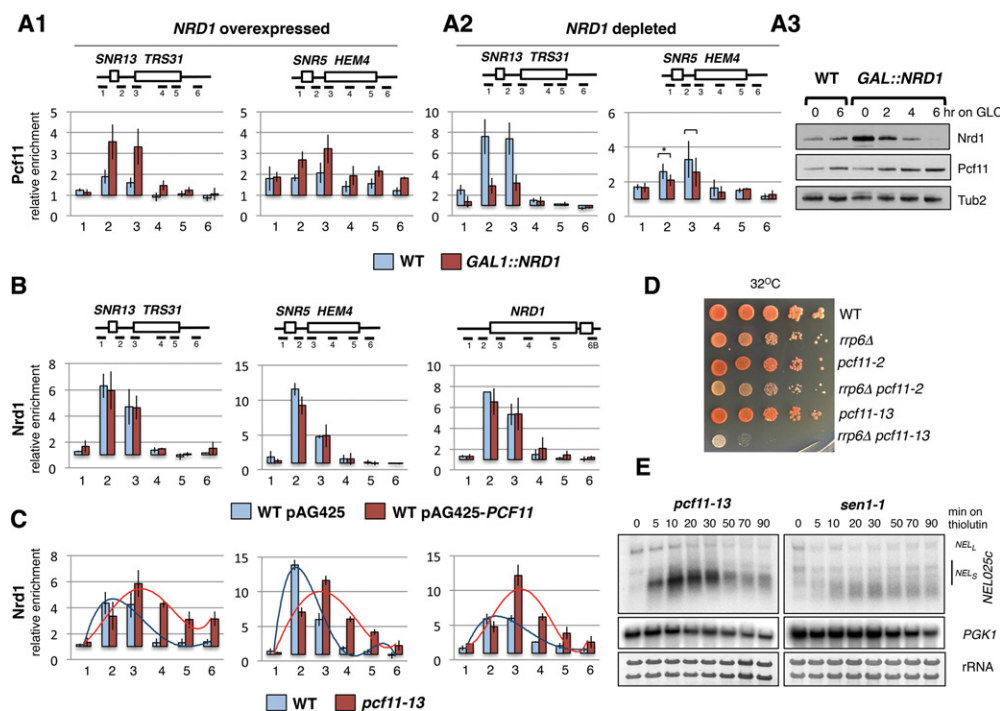 A1
NRD1 overexpressed
A2
NRD1 depleted
A3
SNR13 TRS31
SNR5 HEM4
SNR13 TRS31
SNR5 HEM4
1 2 3 4 5 6
1 2 3 4 5 6
1 2 3 4 5 6
1 2 3 4 5 6
WT GAL::NRD1
0 6 0 2 4 6 hr on GLC
Nrd1
Pcf11
Tub2
Pcf11
relative enrichment
5
4
3
2
1
0
5
4
3
2
1
0
10
8
6
4
2
0
6
4
2
0
*
1 2 3 4 5 6
1 2 3 4 5 6
1 2 3 4 5 6
1 2 3 4 5 6
WT GAL1::NRD1
B
SNR13 TRS31
SNR5 HEM4
NRD1
1 2 3 4 5 6
1 2 3 4 5 6
1 2 3 4 5 6B
Nrd1
relative enrichment
8
6
4
2
0
15
10
5
0
10
8
6
4
2
0
1 2 3 4 5 6
1 2 3 4 5 6
1 2 3 4 5 6
WT pAG425 WT pAG425-PCF11
C
Nrd1
relative enrichment
8
6
4
2
0
15
10
5
0
15
10
5
0
1 2 3 4 5 6
1 2 3 4 5 6
1 2 3 4 5 6
WT pcf11-13
D
32ºC
WT
rrp6Δ
pcf11-2
rrp6Δ pcf11-2
pcf11-13
rrp6Δ pcf11-13
E
pcf11-13 sen1-1
0 5 10 20 30 50 70 90 0 5 10 20 30 50 70 90 min on
thiolutin
NEL L
NEL S
NEL025c
PGK1
rRNA